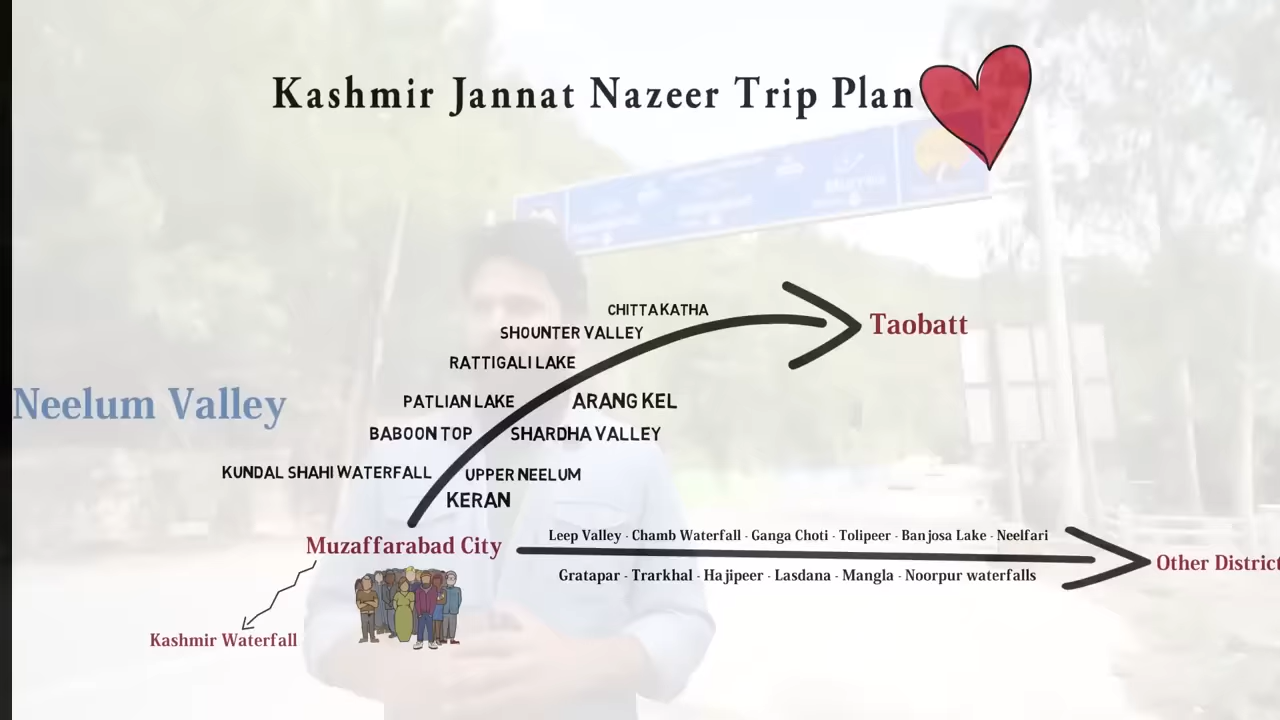 Kashmir Jannat Nazeer Trip Plan
CHITTA KATHA
SHOUNTER VALLEY
Taobatt
RATTIGALI LAKE
Neelum Valley
PATLIAN LAKE
ARANG KEL
BABOON TOP
SHARDHA VALLEY
KUNDAL SHAHI WATERFALL
UPPER NEELUM
KERAN
Muzaffarabad City
Leep Valley - Chamb Waterfall - Ganga Choti - Tolipeer - Banjosa Lake - Neelfari
Other District
Gratapar - Trarkhal - Hajipeer - Lasdana - Mangla - Noorpur waterfalls
Kashmir Waterfall